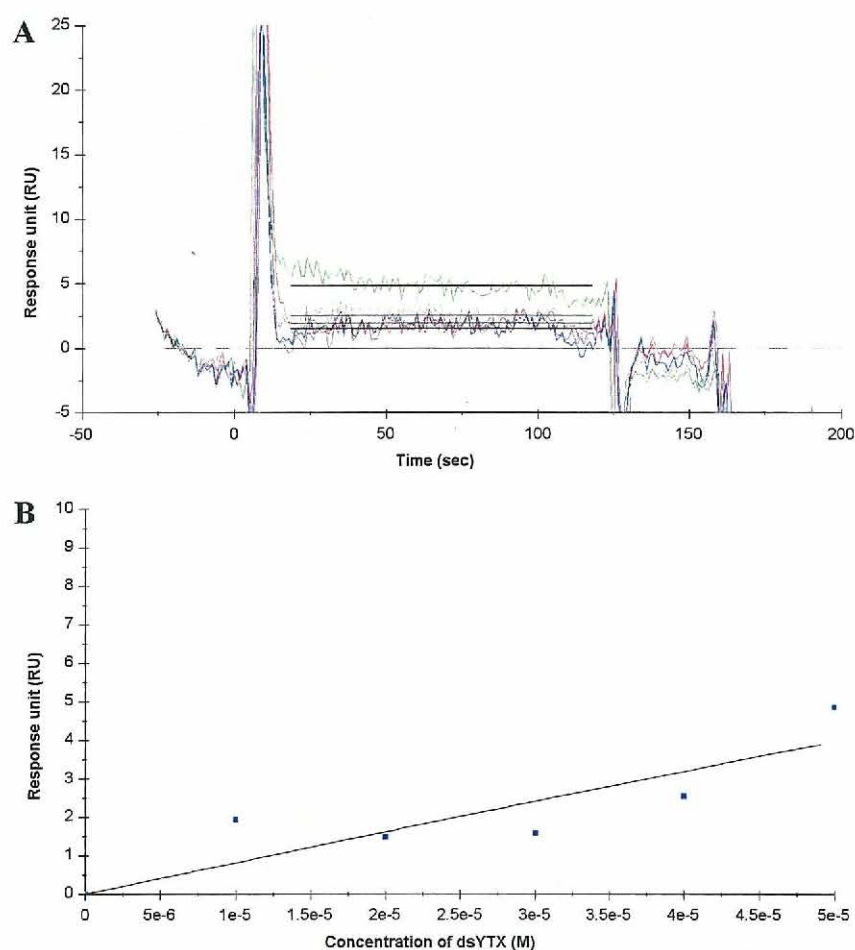 A
25
20
15
10
5
0
-5
Response unit (RU)
-50 0 50 100 150 200
Time (sec)
B
10
9
8
7
6
5
4
3
2
1
0
Response unit (RU)
0 5e-6 1e-5 1.5e-5 2e-5 2.5e-5 3e-5 3.5e-5 4e-5 4.5e-5 5e-5
Concentration of dsYTX (M)